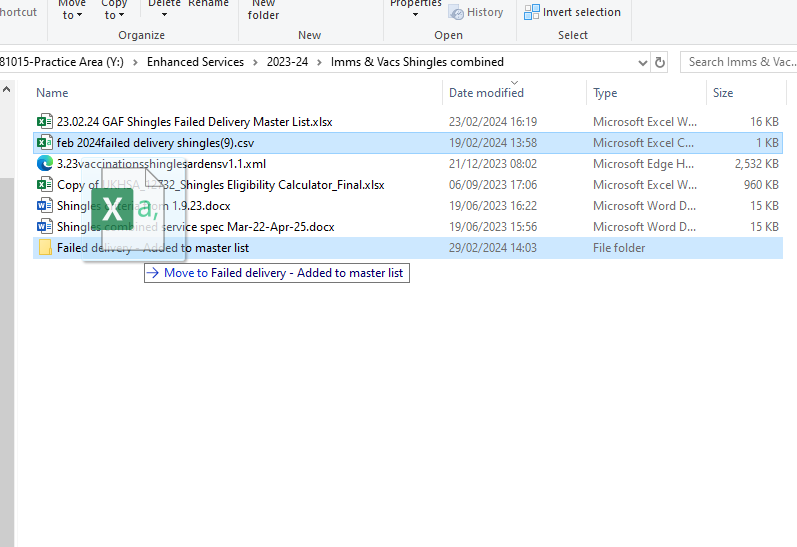 hortcut
Move to
Copy to
Delete
Rename
New folder
Properties
History
Invert selection
Organize
New
Open
Select
81015-Practice Area (Y:) > Enhanced Services > 2023-24 > Imms & Vacs Shingles combined
Search Imms & Vac...
Name Date modified Type Size
23.02.24 GAF Shingles Failed Delivery Master List.xlsx 23/02/2024 16:19 Microsoft Excel W... 16 KB
feb 2024failed delivery shingles(9).csv 19/02/2024 13:58 Microsoft Excel C... 1 KB
3.23vaccinationsshinglesardensv1.1.xml 21/12/2023 08:02 Microsoft Edge H... 2,532 KB
Copy of UKHSA_12732_Shingles Eligibility Calculator_Final.xlsx 06/09/2023 17:06 Microsoft Excel W... 960 KB
Shingles criteria from 1.9.23.docx 19/06/2023 16:22 Microsoft Word D... 15 KB
Shingles combined service spec Mar-22-Apr-25.docx 19/06/2023 15:56 Microsoft Word D... 15 KB
Failed delivery - Added to master list 29/02/2024 14:03 File folder
X a,
Move to Failed delivery - Added to master list